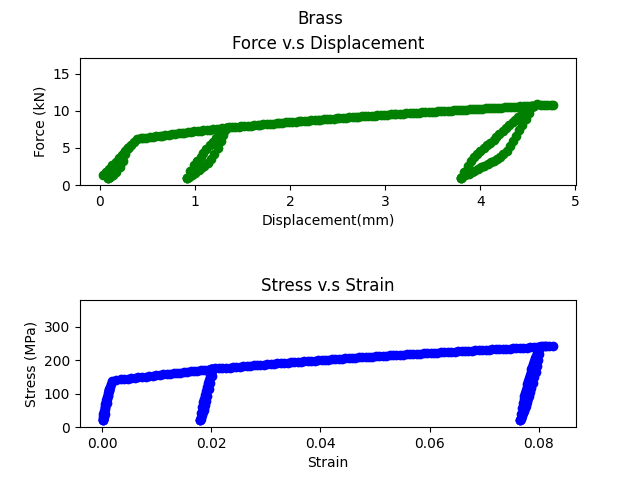 Brass
Force v.s Displacement
15
10
5
0
Force (kN)
0 1 2 3 4 5
Displacement(mm)
Stress v.s Strain
300
200
100
0
Stress (MPa)
0.00 0.02 0.04 0.06 0.08
Strain